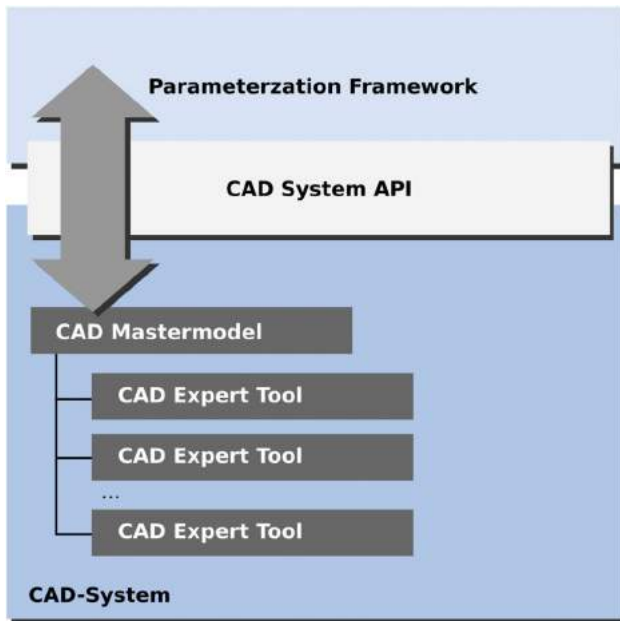 Parameterzation Framework
CAD System API
CAD Mastermodel
CAD Expert Tool
CAD Expert Tool
...
CAD Expert Tool
CAD-System